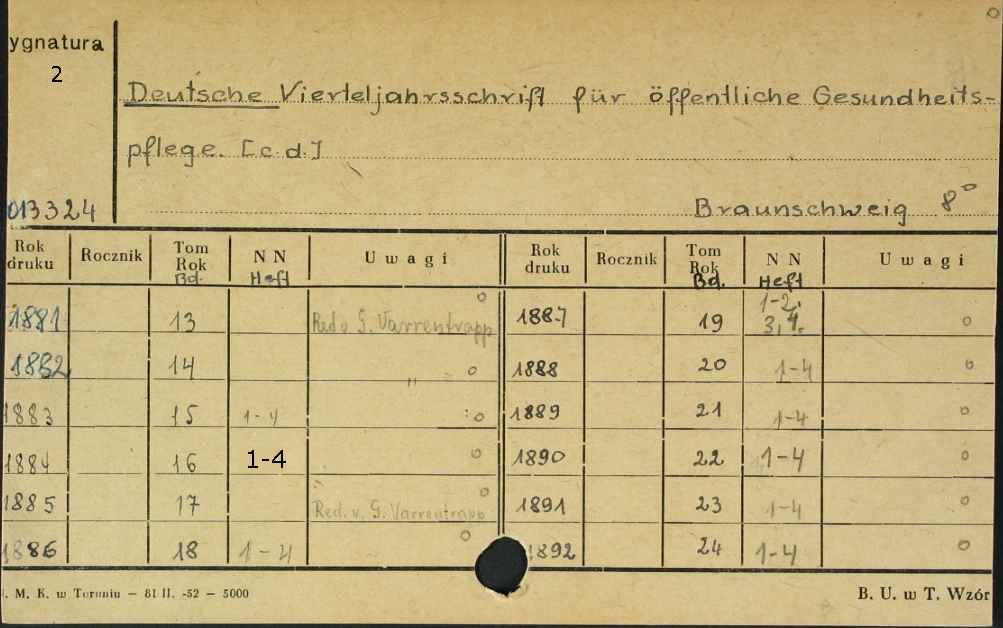 ygnatura
2
Deutsche Vierteljahrsschrift für öffentliche Gesundheits-
pflege. [c.d.]
013324
Braunschweig 8°
Rok druku Rocznik Tom Rok Bd. NN Heft Uwagi Rok druku Rocznik Tom Rok Bd. NN Heft Uwagi
1881 13 Red. v. G. Varrentrapp 1887 19 1-2, 3, 4.
1882 14 " 1888 20 1-4
1883 15 1-4 1889 21 1-4
1884 16 1-4 1890 22 1-4
1885 17 Red. v. G. Varrentrapp 1891 23 1-4
1886 18 1-4 1892 24 1-4
. M. K. w Toruniu — 81 II. -52 — 5000 B. U. w T. Wzór